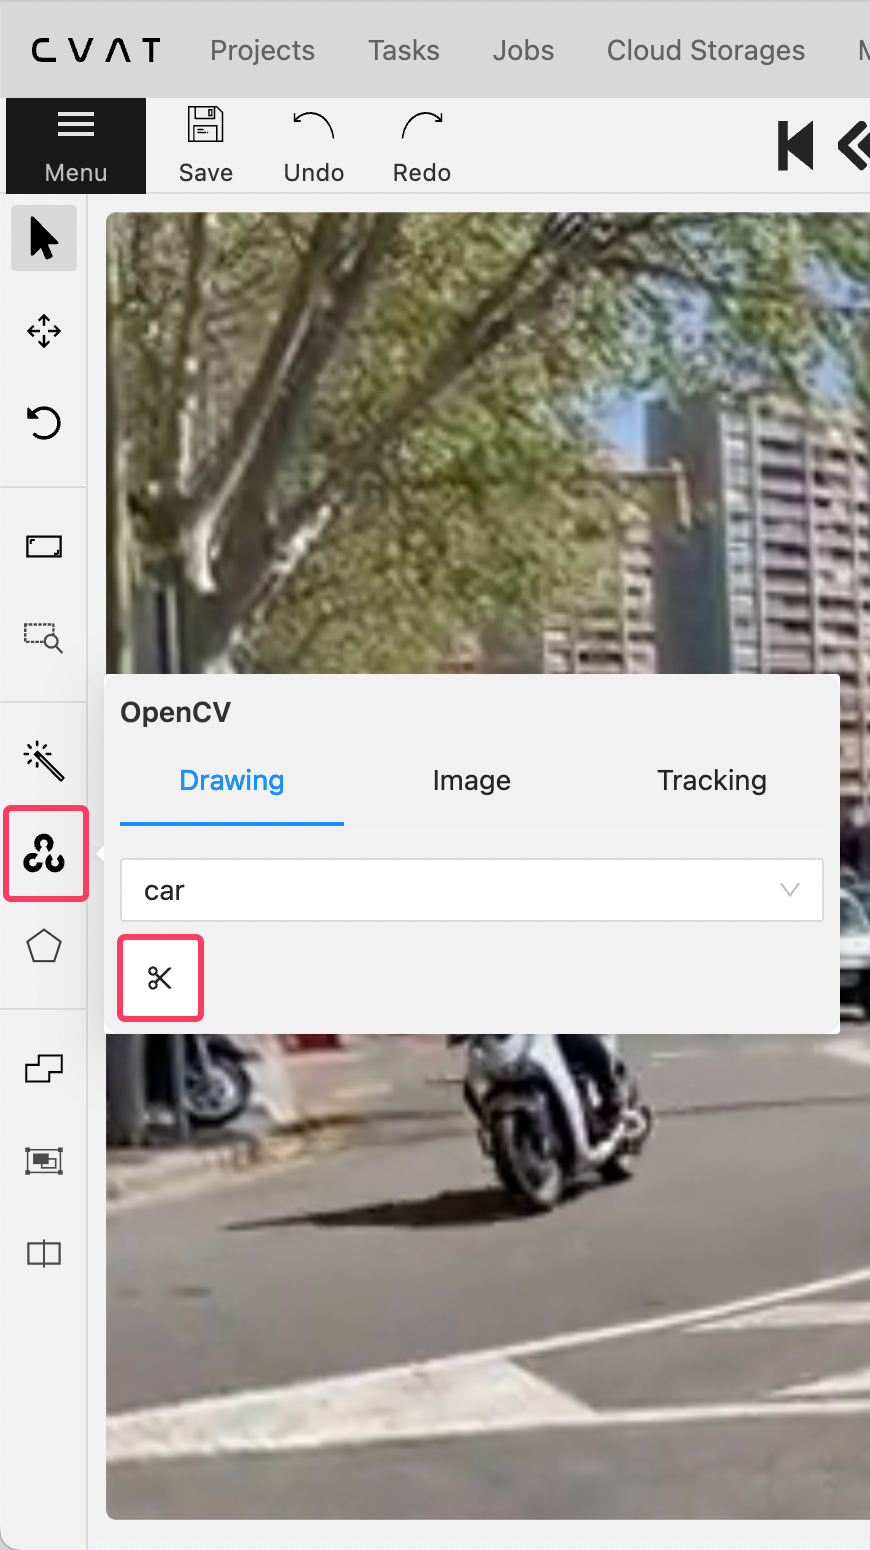 CVAT Projects Tasks Jobs Cloud Storages
Menu Save Undo Redo
OpenCV
Drawing Image Tracking
car